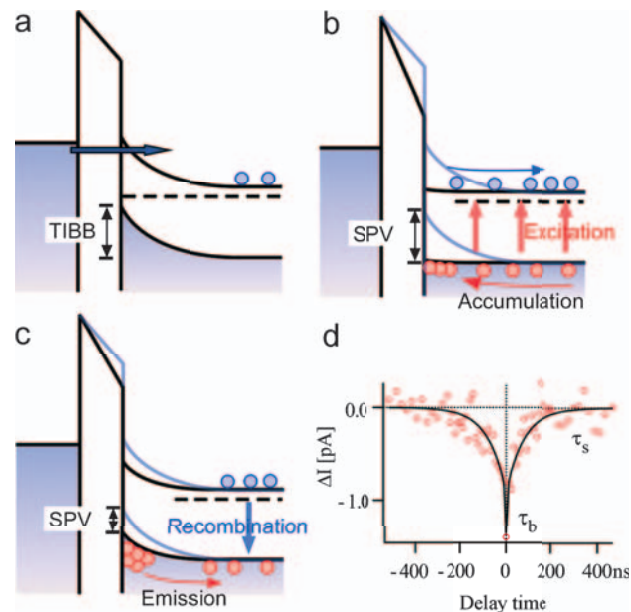 a
TIBB
b
SPV
Excitation
Accumulation
c
SPV
Recombination
Emission
d
0.0
-1.0
ΔI [pA]
τs
τb
-400 -200 0 200 400ns
Delay time